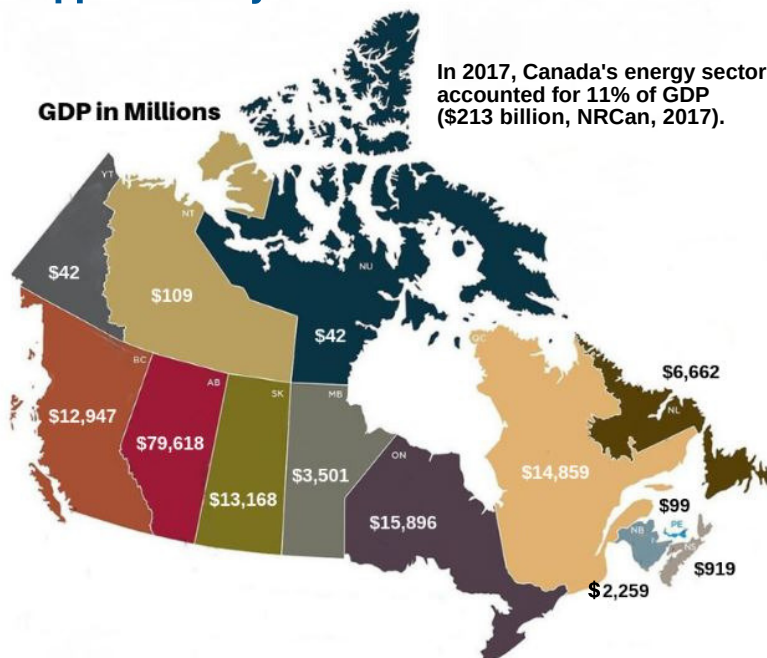 In 2017, Canada's energy sector
accounted for 11% of GDP
($213 billion, NRCan, 2017).
GDP in Millions
YT
NT
NU
$42
$109
$42
QC
BC
AB
SK
MB
$6,662
NL
$12,947
$79,618
$13,168
$3,501
ON
$15,896
$14,859
$99
PE
NB
NS
$919
$2,259